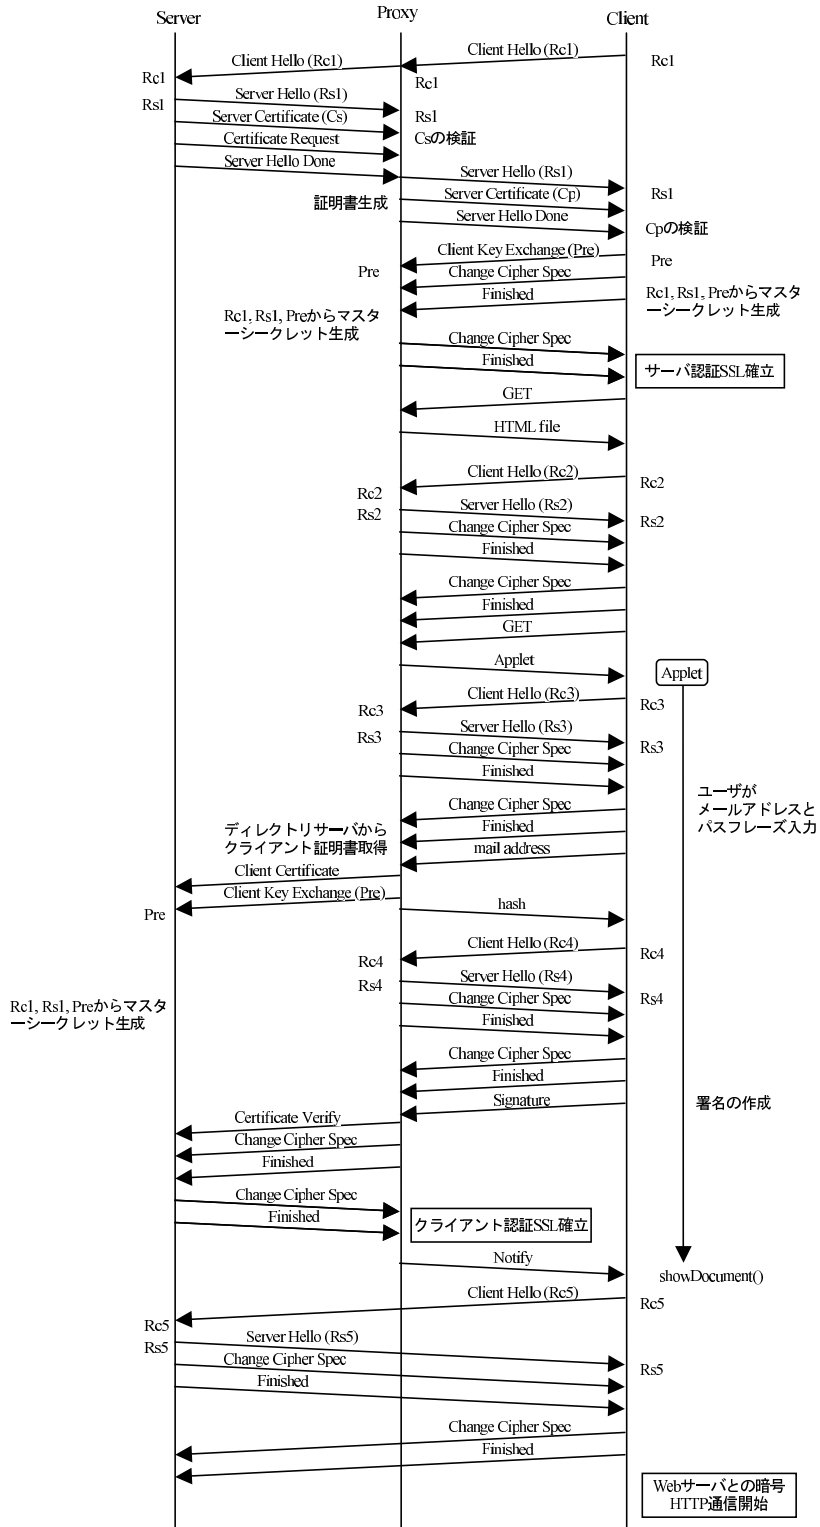 Server
Proxy
Client
Client Hello (Rc1)
Client Hello (Rc1)
Rc1
Rc1
Rc1
Rs1
Server Hello (Rs1)
Rs1
Server Certificate (Cs)
Csの検証
Certificate Request
Server Hello Done
Server Hello (Rs1)
Rs1
証明書生成
Server Certificate (Cp)
Server Hello Done
Cpの検証
Client Key Exchange (Pre)
Pre
Pre
Change Cipher Spec
Finished
Rc1, Rs1, Preからマスタ
ーシークレット生成
Rc1, Rs1, Preからマスタ
ーシークレット生成
Change Cipher Spec
Finished
サーバ認証SSL確立
GET
HTML file
Client Hello (Rc2)
Rc2
Rc2
Rs2
Server Hello (Rs2)
Rs2
Change Cipher Spec
Finished
Change Cipher Spec
Finished
GET
Applet
Applet
Client Hello (Rc3)
Rc3
Rc3
Rs3
Server Hello (Rs3)
Rs3
Change Cipher Spec
Finished
ユーザが
メールアドレスと
パスフレーズ入力
Change Cipher Spec
Finished
mail address
ディレクトリサーバから
クライアント証明書取得
Client Certificate
Client Key Exchange (Pre)
Pre
hash
Client Hello (Rc4)
Rc4
Rc4
Rs4
Server Hello (Rs4)
Rs4
Change Cipher Spec
Finished
Rc1, Rs1, Preからマスタ
ーシークレット生成
Change Cipher Spec
Finished
Signature
署名の作成
Certificate Verify
Change Cipher Spec
Finished
Change Cipher Spec
Finished
クライアント認証SSL確立
Notify
showDocument()
Client Hello (Rc5)
Rc5
Rc5
Rs5
Server Hello (Rs5)
Rs5
Change Cipher Spec
Finished
Change Cipher Spec
Finished
Webサーバとの暗号
HTTP通信開始